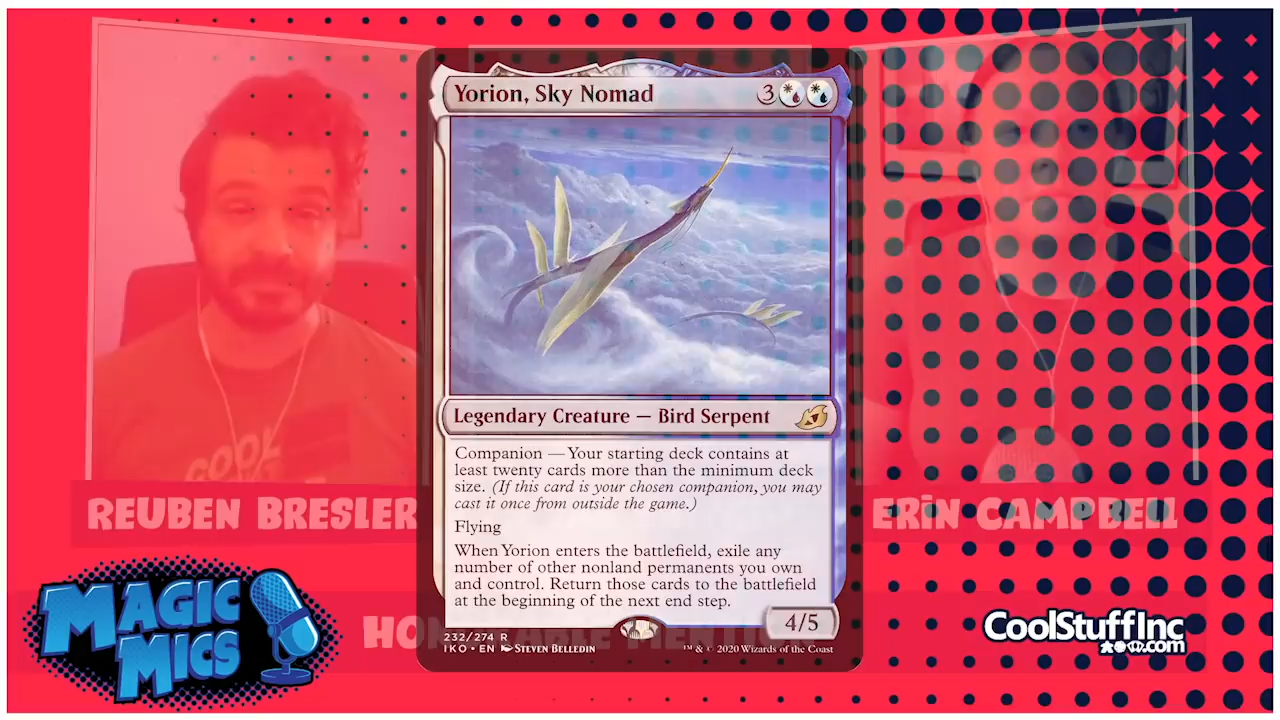 Yorion, Sky Nomad
3
Legendary Creature — Bird Serpent
Companion — Your starting deck contains at
least twenty cards more than the minimum deck
size. (If this card is your chosen companion, you may
cast it once from outside the game.)
Flying
When Yorion enters the battlefield, exile any
number of other nonland permanents you own
and control. Return those cards to the battlefield
at the beginning of the next end step.
4/5
232/274 R
IKO • EN STEVEN BELLEDIN
™ & © 2020 Wizards of the Coast
REUBEN BRESLER
ERIN CAMPBELL
COOL
MAGIC
MICS
CoolStuffInc
.com